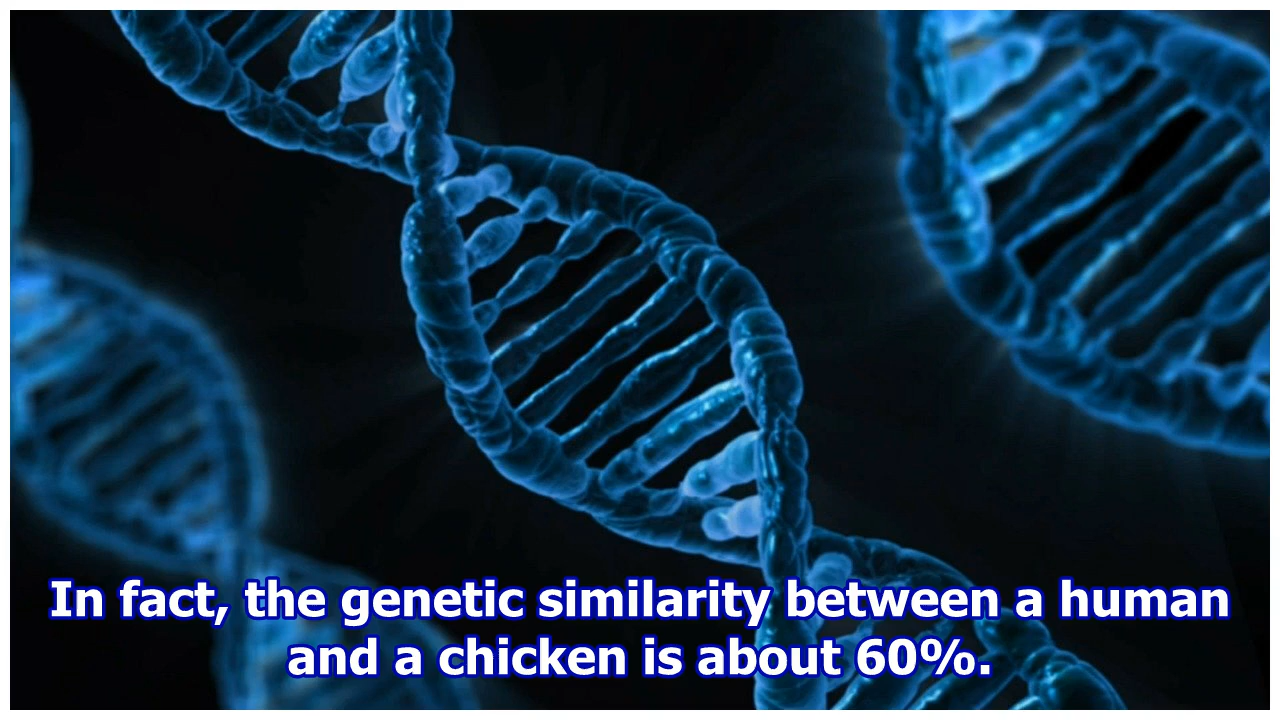 In fact, the genetic similarity between a human
and a chicken is about 60%.